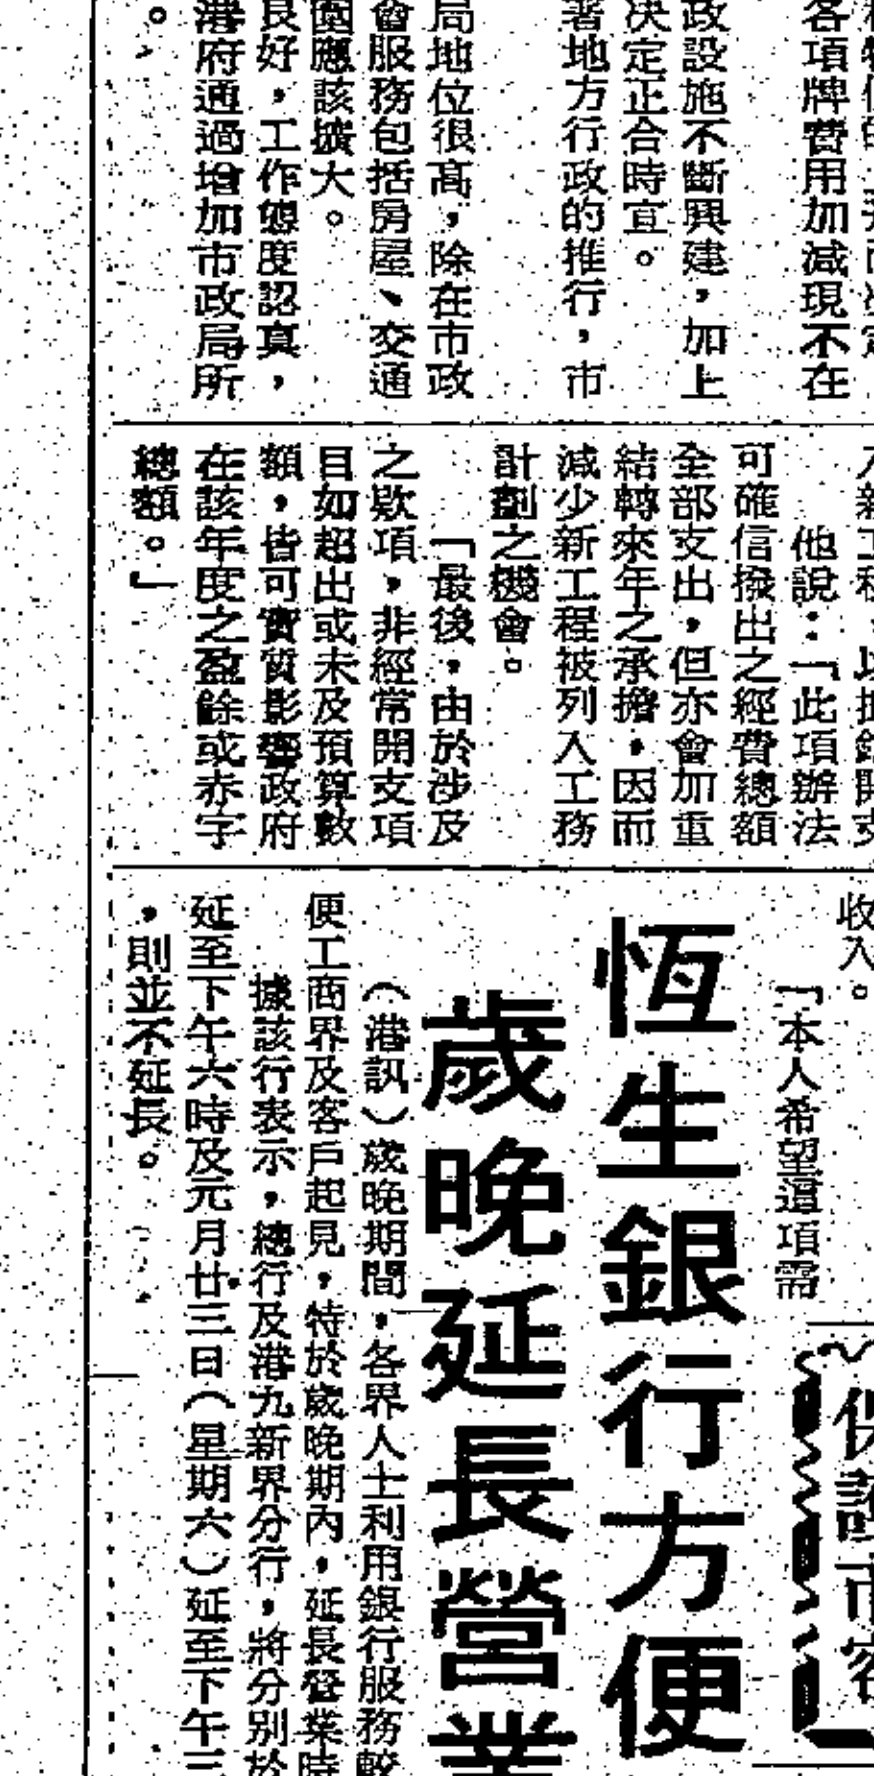 各項牌費用加减現不在
政設施不斷興建，加上
决定正合時宜。
著地方行政的推行，市
局地位很高，除在市政
會服務包括房屋、交通
圍應該擴大。
良好，工作態度認真，
港府通過增加市政局所
。
他說：「此項辦法
可確信撥出之經費總額
全部支出，但亦會加重
結轉來年之承擔，因而
減少新工程被列入工務
計劃之機會。
「最後，由於涉及
之欵項，非經常開支項
目如超出或未及預算數
額，皆可實質影響政府
在該年度之盈餘或赤字
總額。」
收入。
「本人希望這項需
恆生銀行方便
歲晚延長營業
（港訊）歲晚期間，各界人士利用銀行服務較
便工商界及客戶起見，特於歲晚期內，延長營業時
據該行表示，總行及港九新界分行，將分別於
延至下午六時及元月廿三日（星期六）延至下午三
，則並不延長。